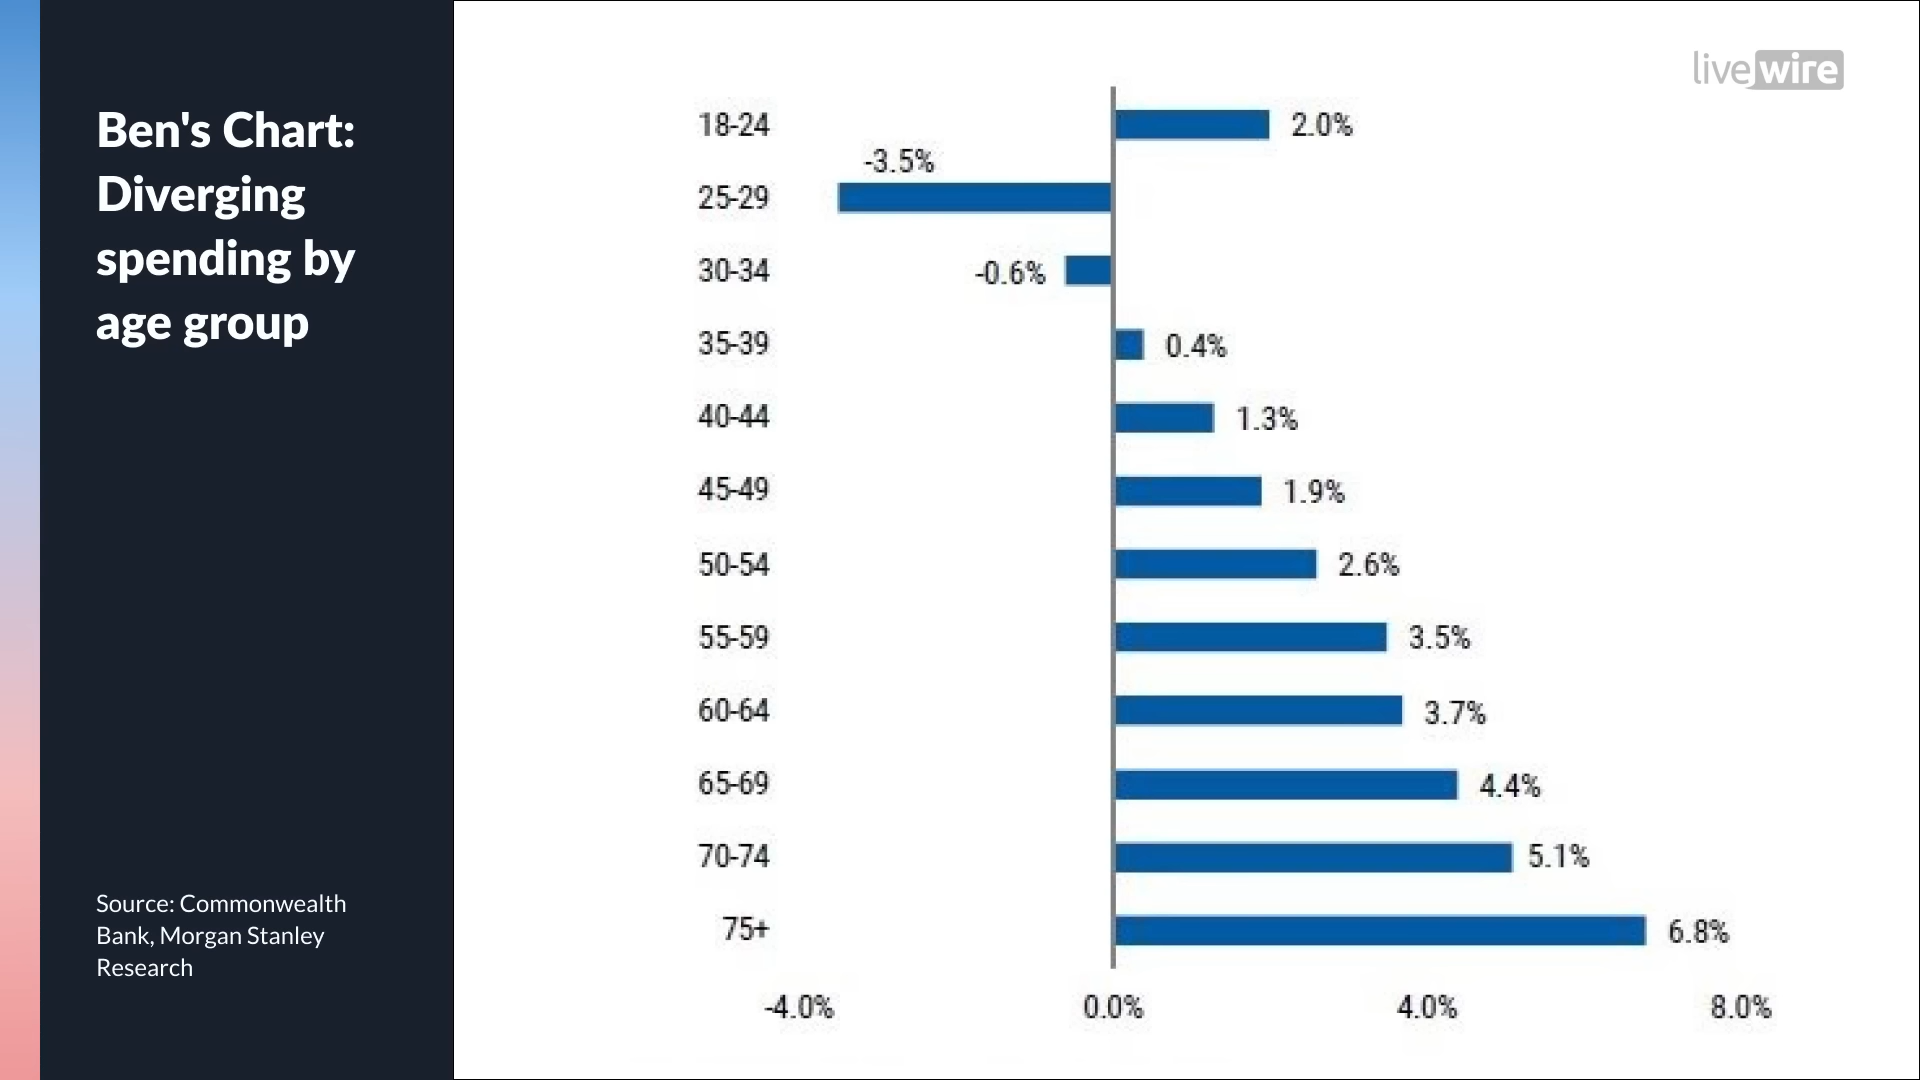 Ben's Chart:
Diverging
spending by
age group
Source: Commonwealth
Bank, Morgan Stanley
Research
livewire
18-24 2.0%
-3.5%
25-29
30-34 -0.6%
35-39 0.4%
40-44 1.3%
45-49 1.9%
50-54 2.6%
55-59 3.5%
60-64 3.7%
65-69 4.4%
70-74 5.1%
75+ 6.8%
-4.0% 0.0% 4.0% 8.0%